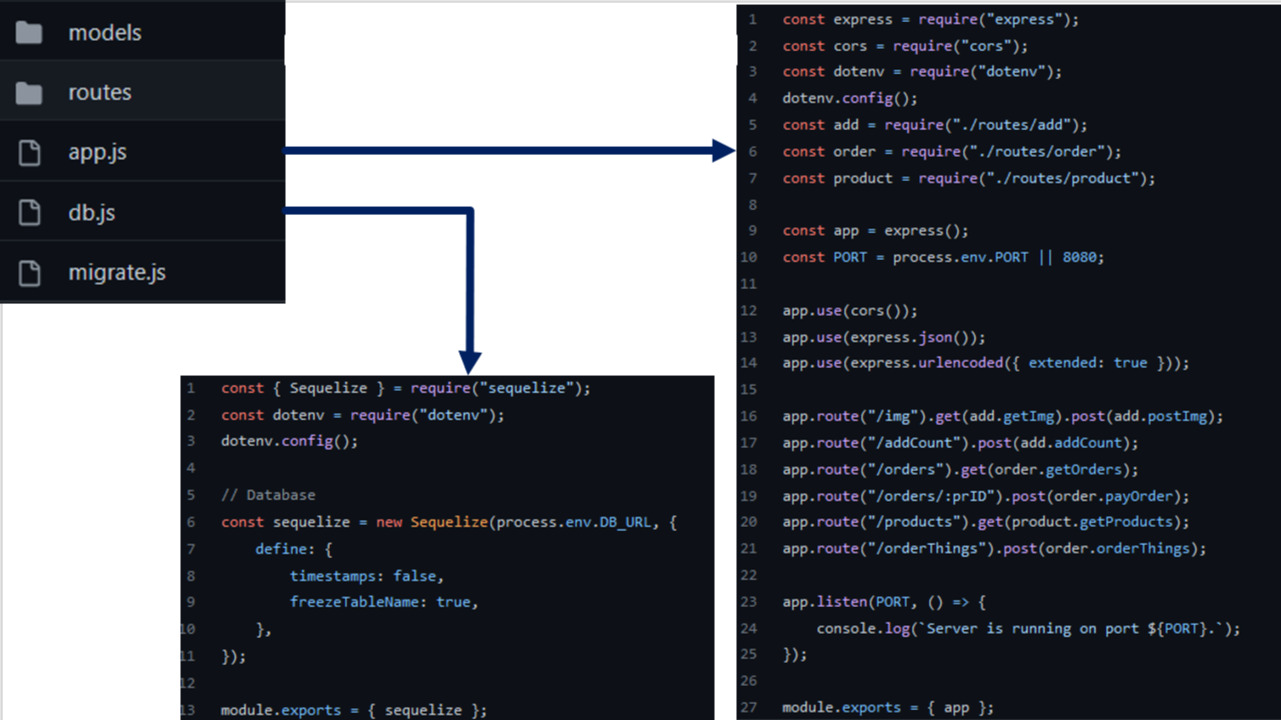 models
routes
app.js
db.js
migrate.js
1 const express = require("express");
2 const cors = require("cors");
3 const dotenv = require("dotenv");
4 dotenv.config();
5 const add = require("./routes/add");
6 const order = require("./routes/order");
7 const product = require("./routes/product");
8
9 const app = express();
10 const PORT = process.env.PORT || 8080;
11
12 app.use(cors());
13 app.use(express.json());
14 app.use(express.urlencoded({ extended: true }));
15
16 app.route("/img").get(add.getImg).post(add.postImg);
17 app.route("/addCount").post(add.addCount);
18 app.route("/orders").get(order.getOrders);
19 app.route("/orders/:prID").post(order.payOrder);
20 app.route("/products").get(product.getProducts);
21 app.route("/orderThings").post(order.orderThings);
22
23 app.listen(PORT, () => {
24     console.log(`Server is running on port ${PORT}.`);
25 });
26
27 module.exports = { app };
1 const { Sequelize } = require("sequelize");
2 const dotenv = require("dotenv");
3 dotenv.config();
4
5 // Database
6 const sequelize = new Sequelize(process.env.DB_URL, {
7     define: {
8         timestamps: false,
9         freezeTableName: true,
10     },
11 });
12
13 module.exports = { sequelize };